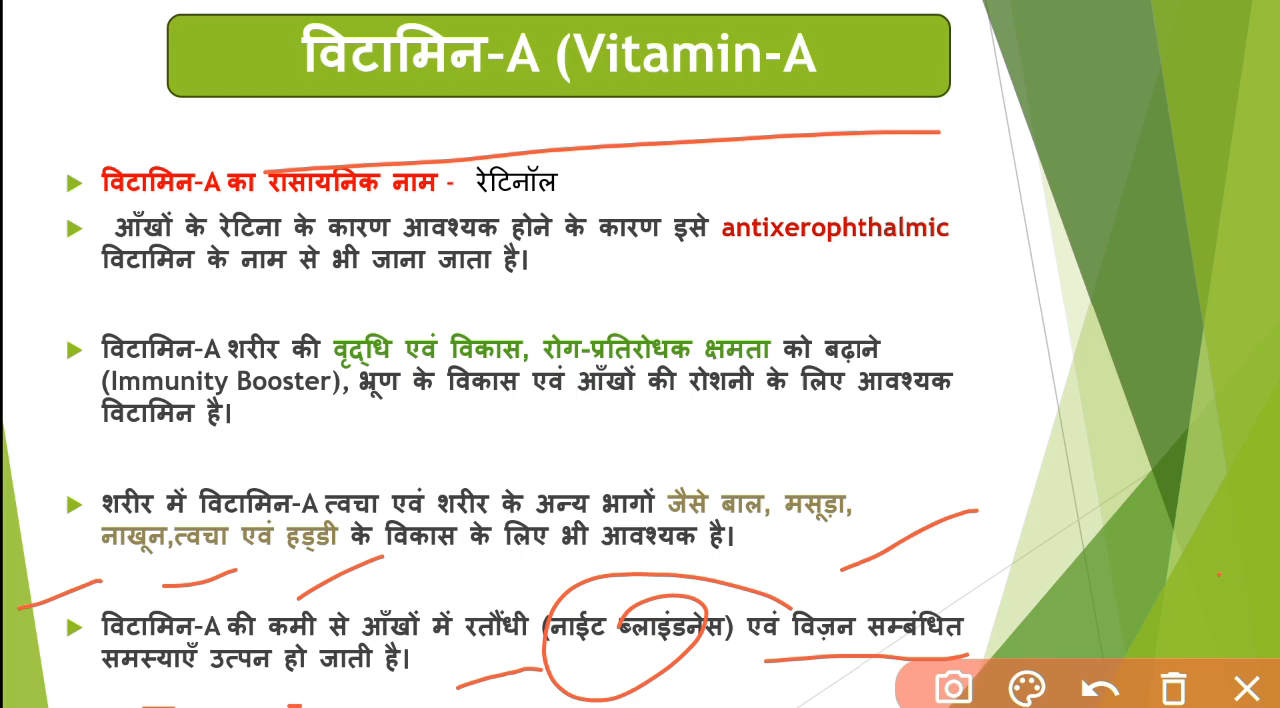 विटामिन-A (Vitamin-A
विटामिन-A का रासायनिक नाम - रेटिनॉल
आँखों के रेटिना के कारण आवश्यक होने के कारण इसे antixerophthalmic
विटामिन के नाम से भी जाना जाता है।
विटामिन-A शरीर की वृद्धि एवं विकास, रोग-प्रतिरोधक क्षमता को बढ़ाने
(Immunity Booster), भ्रूण के विकास एवं आँखों की रोशनी के लिए आवश्यक
विटामिन है।
शरीर में विटामिन-A त्वचा एवं शरीर के अन्य भागों जैसे बाल, मसूड़ा,
नाखून,त्वचा एवं हड्डी के विकास के लिए भी आवश्यक है।
विटामिन-A की कमी से आँखों में रतौंधी (नाईट ब्लाइंडनेस) एवं विज़न सम्बंधित
समस्याएँ उत्पन हो जाती है।